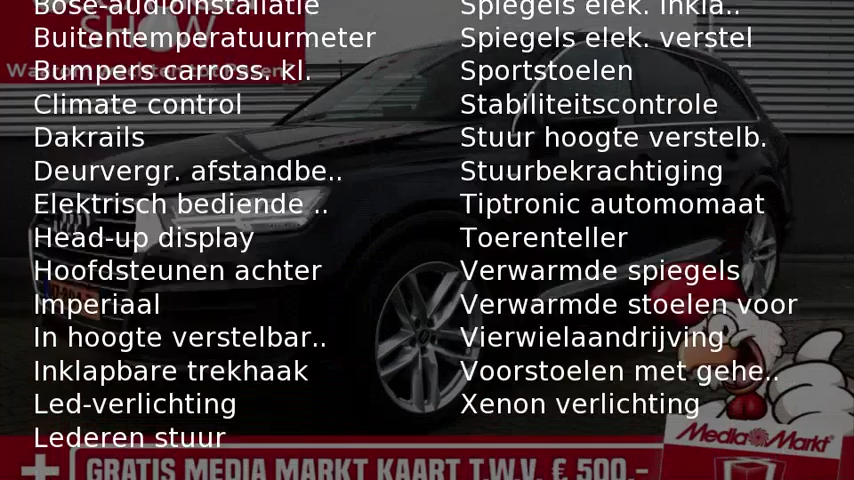 Bose-audioinstallatie
Buitentemperatuurmeter
Bumpers carross. kl.
Climate control
Dakrails
Deurvergr. afstandbe..
Elektrisch bediende ..
Head-up display
Hoofdsteunen achter
Imperiaal
In hoogte verstelbar..
Inklapbare trekhaak
Led-verlichting
Lederen stuur
Spiegels elek. inkla..
Spiegels elek. verstel
Sportstoelen
Stabiliteitscontrole
Stuur hoogte verstelb.
Stuurbekrachtiging
Tiptronic automomaat
Toerenteller
Verwarmde spiegels
Verwarmde stoelen voor
Vierwielaandrijving
Voorstoelen met gehe..
Xenon verlichting
SHOW
Media Markt
+ GRATIS MEDIA MARKT KAART T.W.V. € 500,-